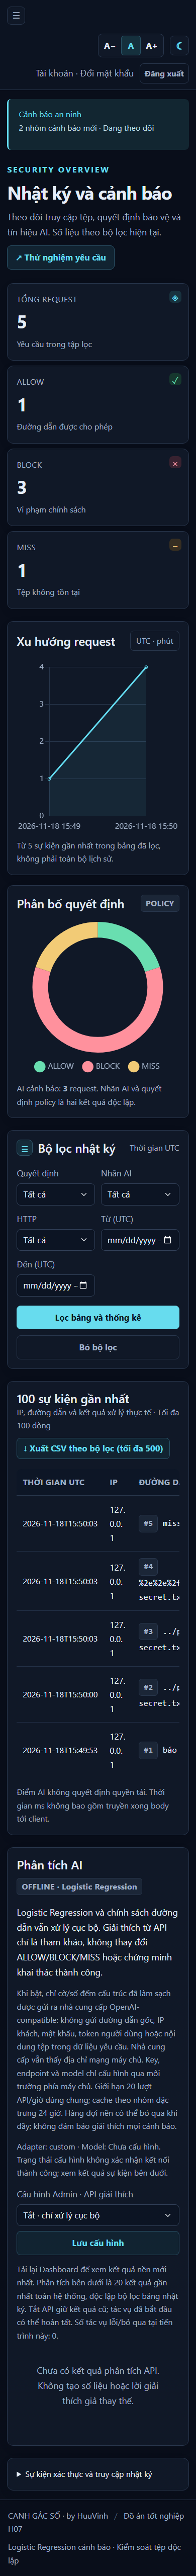 ☰
A− A A+ ☾
Tài khoản · Đổi mật khẩu Đăng xuất
Cảnh báo an ninh
2 nhóm cảnh báo mới · Đang theo dõi
SECURITY OVERVIEW
Nhật ký và cảnh báo
Theo dõi truy cập tệp, quyết định bảo vệ và
tín hiệu AI. Số liệu theo bộ lọc hiện tại.
↗ Thử nghiệm yêu cầu
TỔNG REQUEST
5
Yêu cầu trong tập lọc
ALLOW
1
Đường dẫn được cho phép
BLOCK
3
Vi phạm chính sách
MISS
1
Tệp không tồn tại
Xu hướng request UTC · phút
4
3
2
1
0
2026-11-18 15:49 2026-11-18 15:50
Từ 5 sự kiện gần nhất trong bảng đã lọc,
không phải toàn bộ lịch sử.
Phân bố quyết định POLICY
ALLOW BLOCK MISS
AI cảnh báo: 3 request. Nhãn AI và quyết
định policy là hai kết quả độc lập.
☰ Bộ lọc nhật ký Thời gian UTC
Quyết định Nhãn AI
Tất cả Tất cả
HTTP Từ (UTC)
Tất cả mm/dd/yyyy -
Đến (UTC)
mm/dd/yyyy -
Lọc bảng và thống kê
Bỏ bộ lọc
100 sự kiện gần nhất
IP, đường dẫn và kết quả xử lý thực tế · Tối đa
100 dòng
↓ Xuất CSV theo bộ lọc (tối đa 500)
THỜI GIAN UTC IP ĐƯỜNG D
2026-11-18T15:50:03 127.0.0.1 #5 miss
2026-11-18T15:50:03 127.0.0.1 #4 %2e%2e%2f secret.tx
2026-11-18T15:50:03 127.0.0.1 #3 ../p secret.tx
2026-11-18T15:50:00 127.0.0.1 #2 ../p secret.tx
2026-11-18T15:49:53 127.0.0.1 #1 báo
Điểm AI không quyết định quyền tải. Thời
gian ms không bao gồm truyền xong body
tới client.
Phân tích AI
OFFLINE · Logistic Regression
Logistic Regression và chính sách đường
dẫn vẫn xử lý cục bộ. Giải thích từ API
chỉ là tham khảo, không thay đổi
ALLOW/BLOCK/MISS hoặc chứng minh
khai thác thành công.
Khi bật, chỉ cờ/số đếm cấu trúc đã làm sạch
được gửi ra nhà cung cấp OpenAI-
compatible: không gửi đường dẫn gốc, IP
khách, mật khẩu, token người dùng hoặc nội
dung tệp trong dữ liệu yêu cầu. Nhà cung
cấp vẫn thấy địa chỉ mạng máy chủ. Key,
endpoint và model chỉ cấu hình qua môi
trường phía máy chủ. Giới hạn 20 lượt
API/giờ dùng chung; cache theo nhóm đặc
trưng 24 giờ. Hàng đợi nền có thể bỏ qua khi
đầy; không đảm bảo giải thích mọi cảnh báo.
Adapter: custom · Model: Chưa cấu hình.
Trạng thái cấu hình không xác nhận kết nối
thành công; xem kết quả sự kiện bên dưới.
Cấu hình Admin · API giải thích
Tắt · chỉ xử lý cục bộ
Lưu cấu hình
Tải lại Dashboard để xem kết quả nền mới
nhất. Phân tích bên dưới là 20 kết quả gần
nhất toàn hệ thống, độc lập bộ lọc bảng nhật
ký. Tắt API giữ kết quả cũ; tác vụ đã bắt đầu
có thể hoàn tất. Số tác vụ lỗi/bỏ qua tại tiến
trình này: 0.
Chưa có kết quả phân tích API.
Không tạo số liệu hoặc lời giải
thích giả thay thế.
▶ Sự kiện xác thực và truy cập nhật ký
CANH GÁC SỐ · by HuuVinh / Đồ án tốt nghiệp
H07
Logistic Regression cảnh báo · Kiểm soát tệp độc
lập